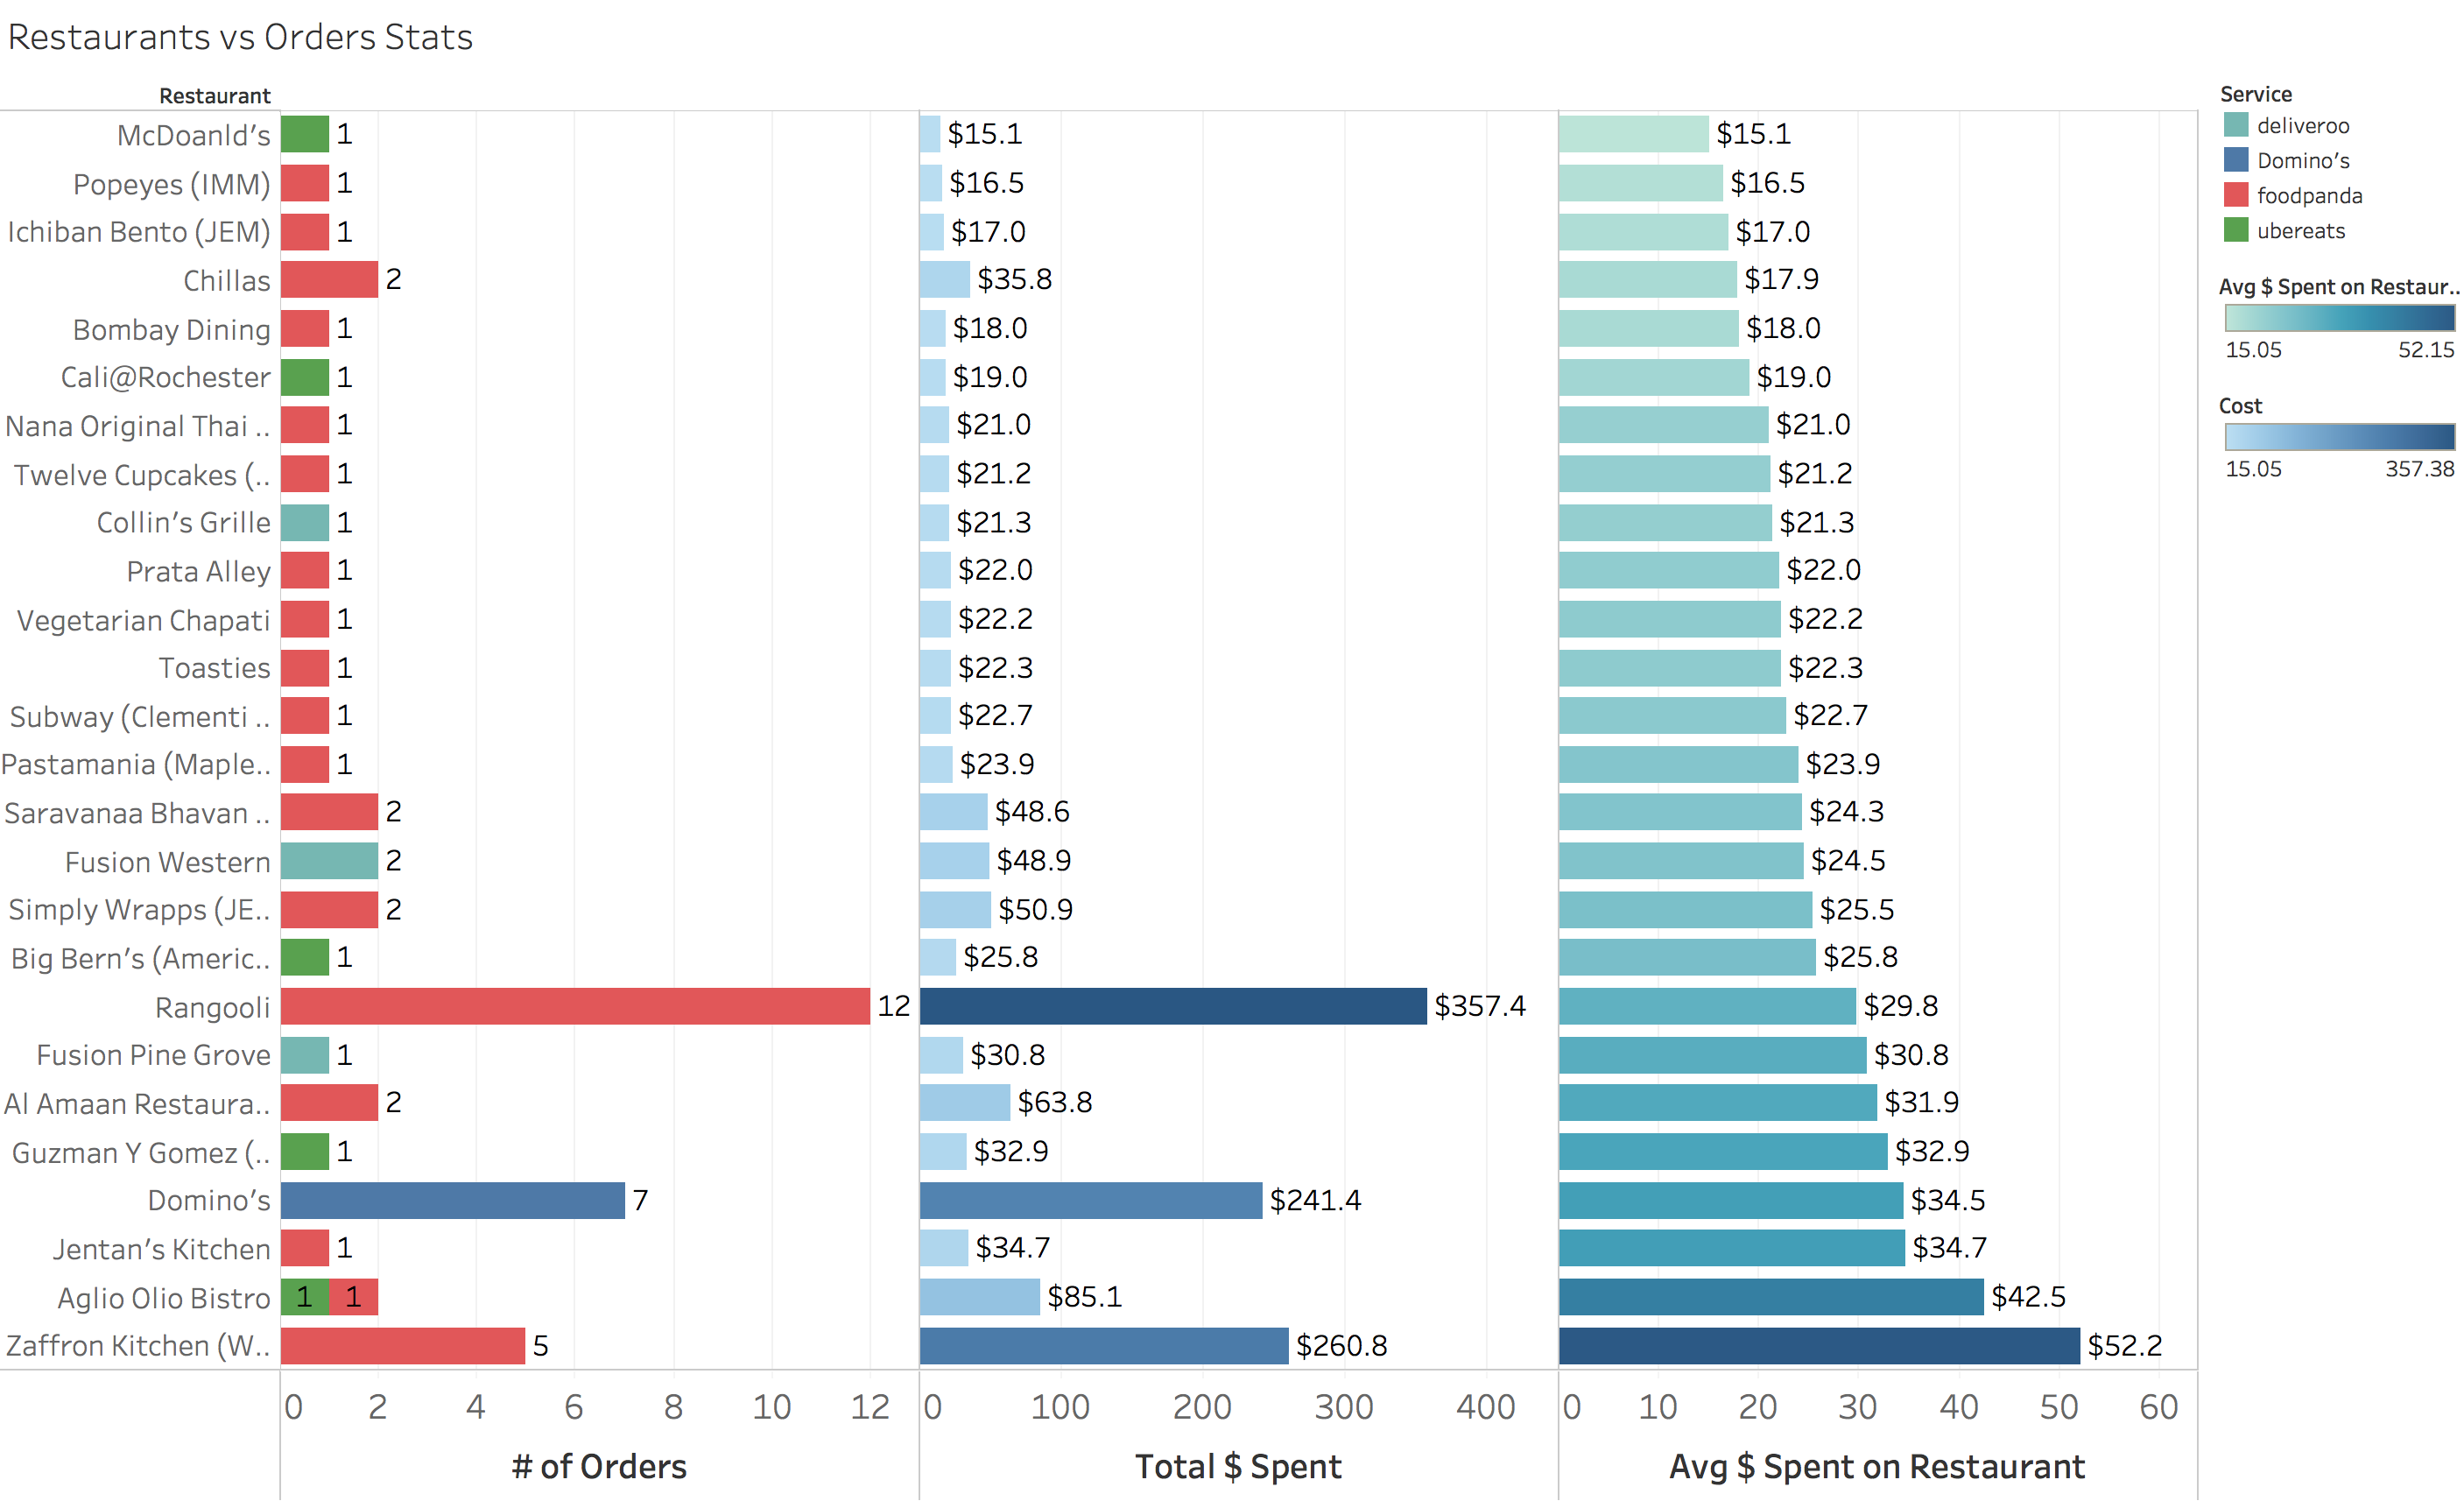 Restaurants vs Orders Stats
Restaurant
McDoanld's 1 $15.1 $15.1
Popeyes (IMM) 1 $16.5 $16.5
Ichiban Bento (JEM) 1 $17.0 $17.0
Chillas 2 $35.8 $17.9
Bombay Dining 1 $18.0 $18.0
Cali@Rochester 1 $19.0 $19.0
Nana Original Thai .. 1 $21.0 $21.0
Twelve Cupcakes (.. 1 $21.2 $21.2
Collin's Grille 1 $21.3 $21.3
Prata Alley 1 $22.0 $22.0
Vegetarian Chapati 1 $22.2 $22.2
Toasties 1 $22.3 $22.3
Subway (Clementi .. 1 $22.7 $22.7
Pastamania (Maple.. 1 $23.9 $23.9
Saravanaa Bhavan .. 2 $48.6 $24.3
Fusion Western 2 $48.9 $24.5
Simply Wrapps (JE.. 2 $50.9 $25.5
Big Bern's (Americ.. 1 $25.8 $25.8
Rangooli 12 $357.4 $29.8
Fusion Pine Grove 1 $30.8 $30.8
Al Amaan Restaura.. 2 $63.8 $31.9
Guzman Y Gomez (.. 1 $32.9 $32.9
Domino's 7 $241.4 $34.5
Jentan's Kitchen 1 $34.7 $34.7
Aglio Olio Bistro 1 1 $85.1 $42.5
Zaffron Kitchen (W.. 5 $260.8 $52.2
0 2 4 6 8 10 12 0 100 200 300 400 0 10 20 30 40 50 60
# of Orders Total $ Spent Avg $ Spent on Restaurant
Service
deliveroo
Domino's
foodpanda
ubereats
Avg $ Spent on Restaur..
15.05 52.15
Cost
15.05 357.38